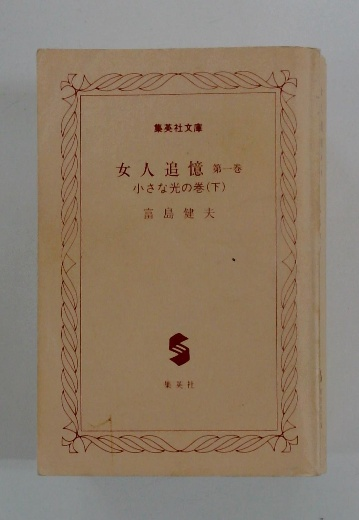 集英社文庫
女人追憶 第一巻
小さな光の巻(下)
富島健夫
集英社